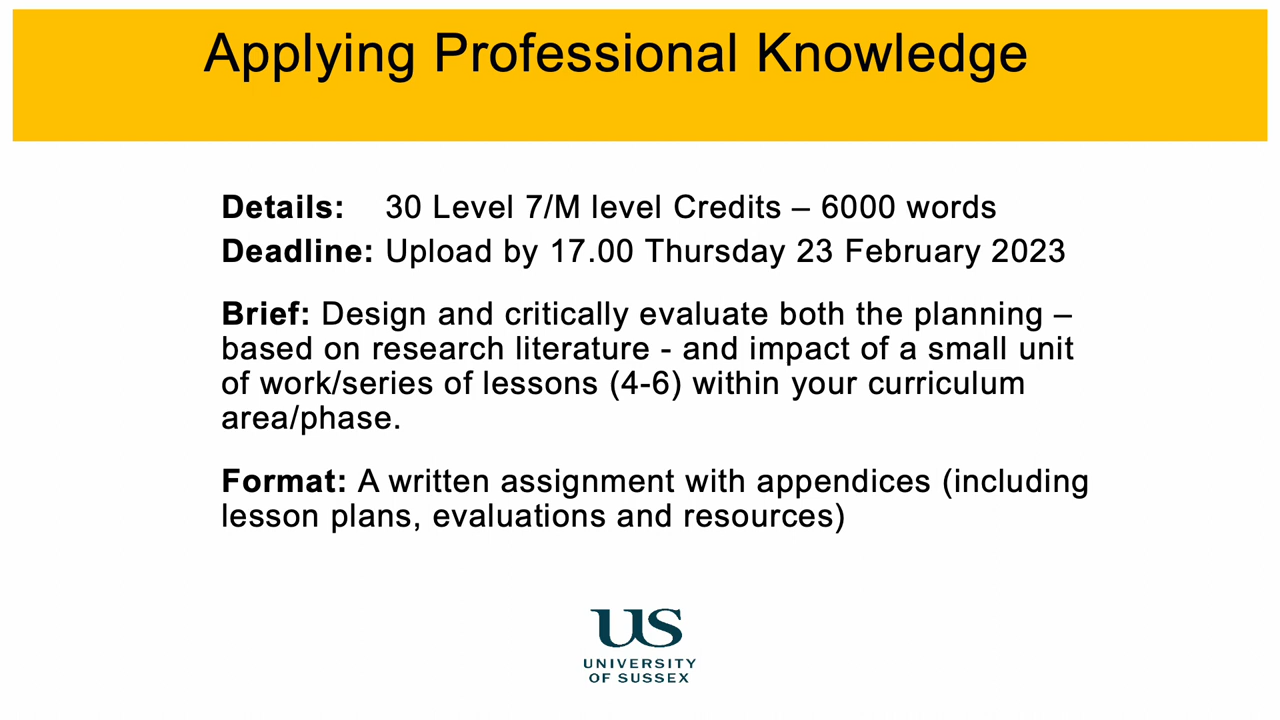 Applying Professional Knowledge
Details: 30 Level 7/M level Credits – 6000 words
Deadline: Upload by 17.00 Thursday 23 February 2023
Brief: Design and critically evaluate both the planning –
based on research literature - and impact of a small unit
of work/series of lessons (4-6) within your curriculum
area/phase.
Format: A written assignment with appendices (including
lesson plans, evaluations and resources)
US
UNIVERSITY
OF SUSSEX